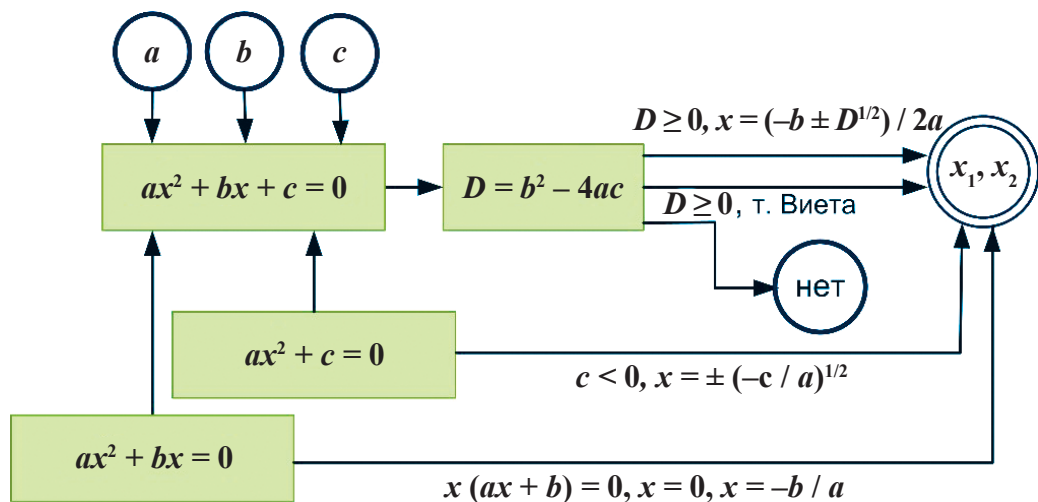 a b c
D ≥ 0, x = (–b ± D^{1/2}) / 2a
ax² + bx + c = 0
D = b² – 4ac
x₁, x₂
D ≥ 0, т. Виета
нет
ax² + c = 0
c < 0, x = ± (–c / a)^{1/2}
ax² + bx = 0
x (ax + b) = 0, x = 0, x = –b / a